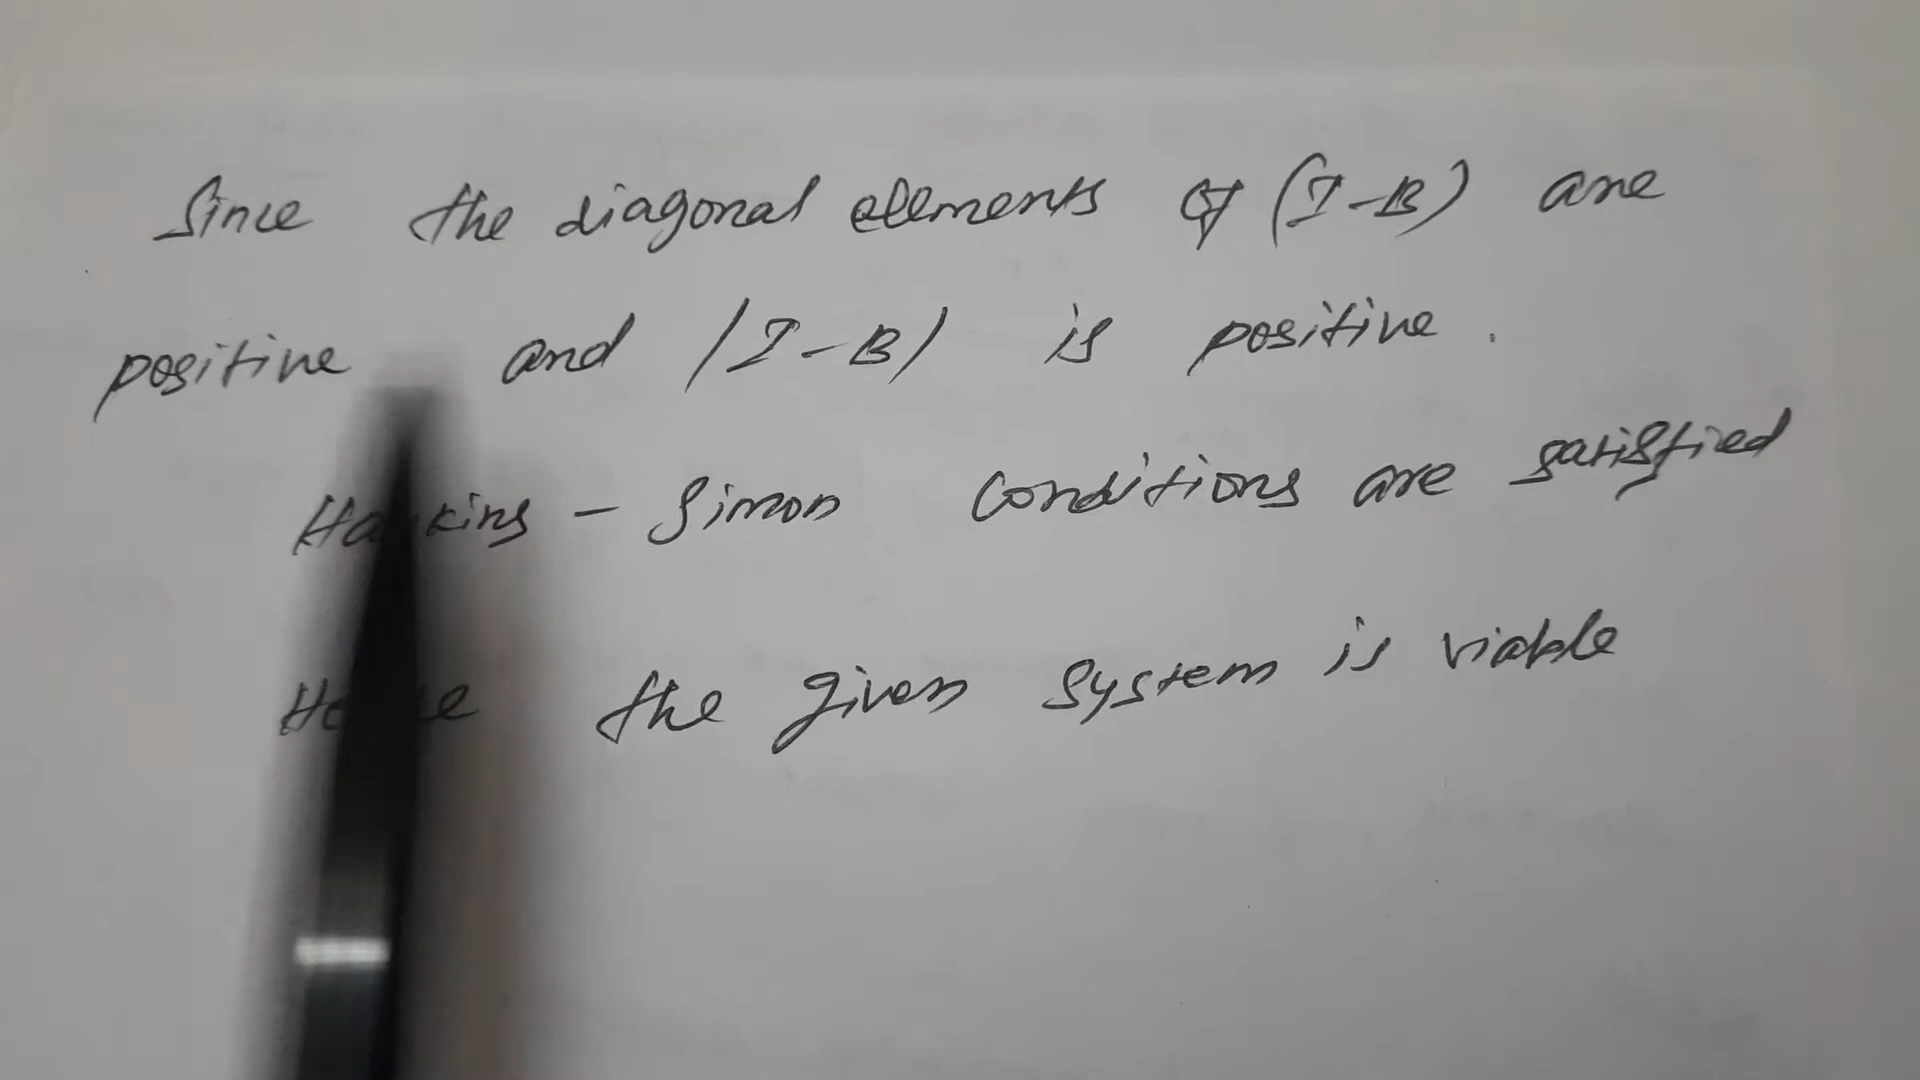 Since the diagonal elements of (I-B) are
positive and |I-B| is positive.
- Simon Conditions are satisfied
the given System is viable